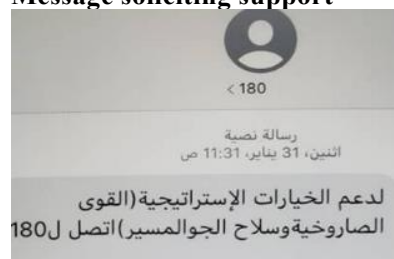 Message soliciting support
< 180
رسالة نصية
اثنين، 31 يناير، 11:31 ص
لدعم الخيارات الإستراتيجية(القوى
الصاروخيةوسلاح الجوالمسير)اتصل ل180